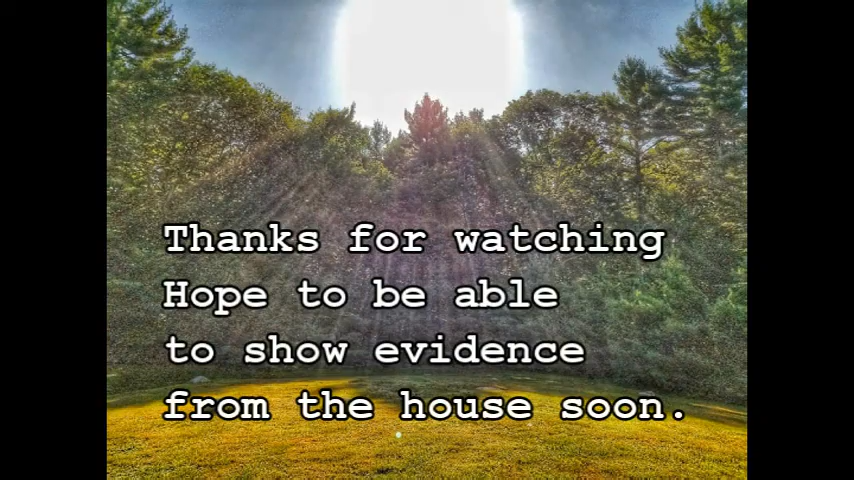 Thanks for watching
Hope to be able
to show evidence
from the house soon.